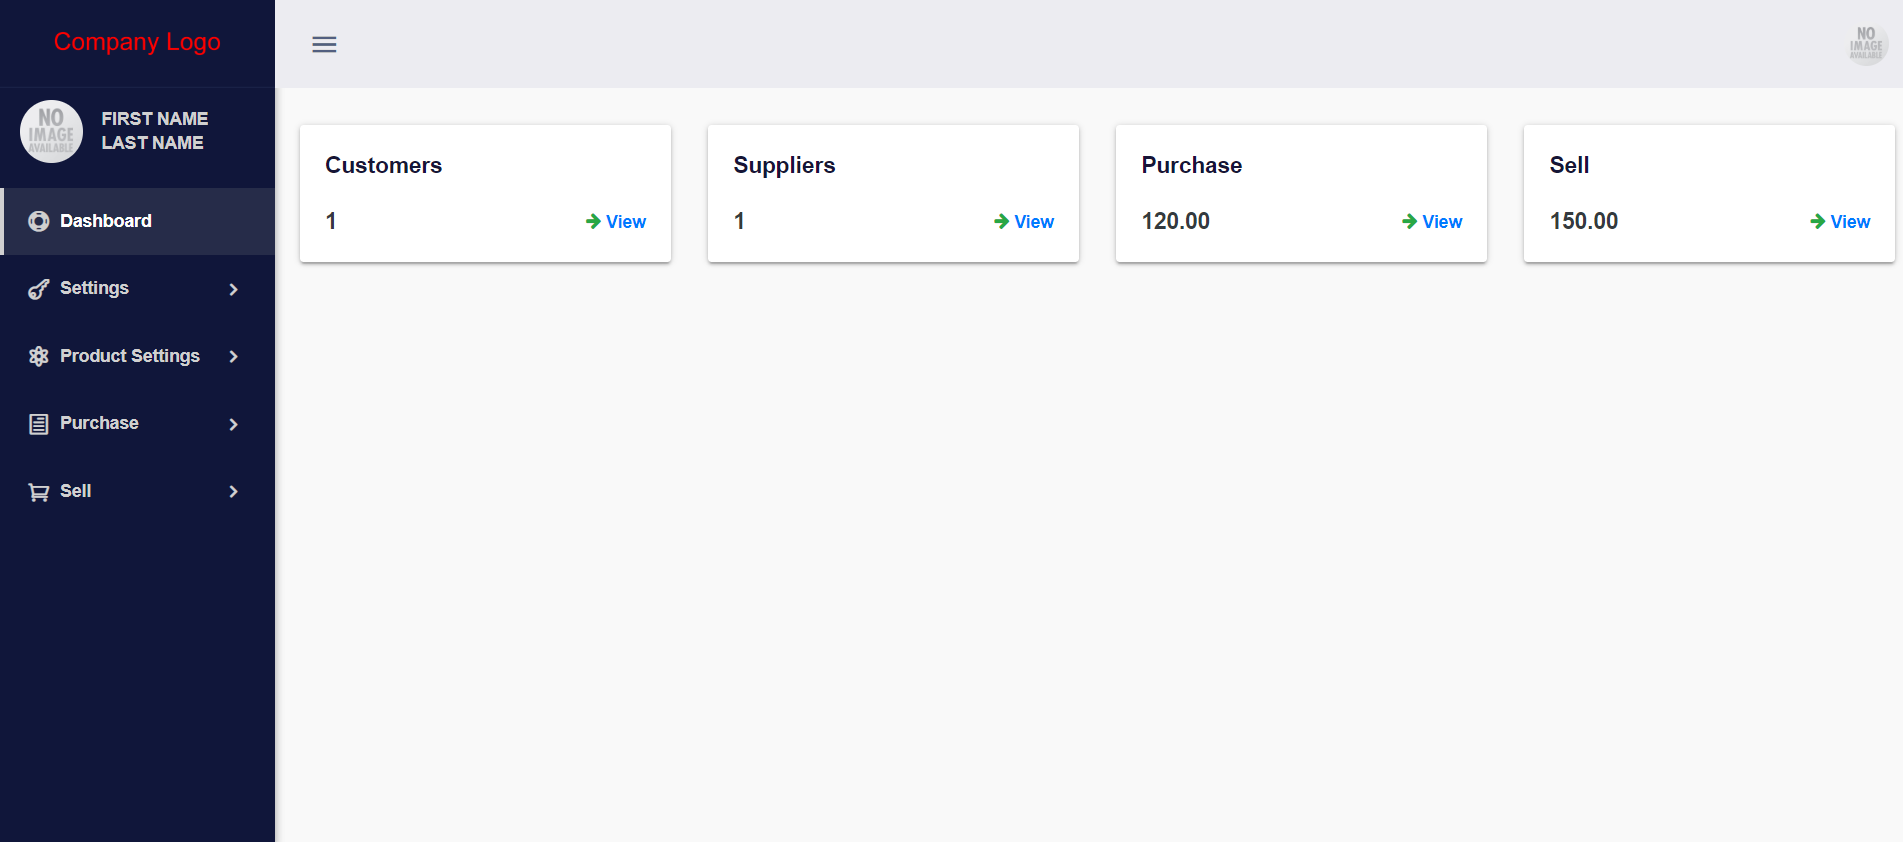 Company Logo
NO
IMAGE
AVAILABLE
FIRST NAME
LAST NAME
Dashboard
Settings
Product Settings
Purchase
Sell
NO
IMAGE
AVAILABLE
Customers
1
View
Suppliers
1
View
Purchase
120.00
View
Sell
150.00
View